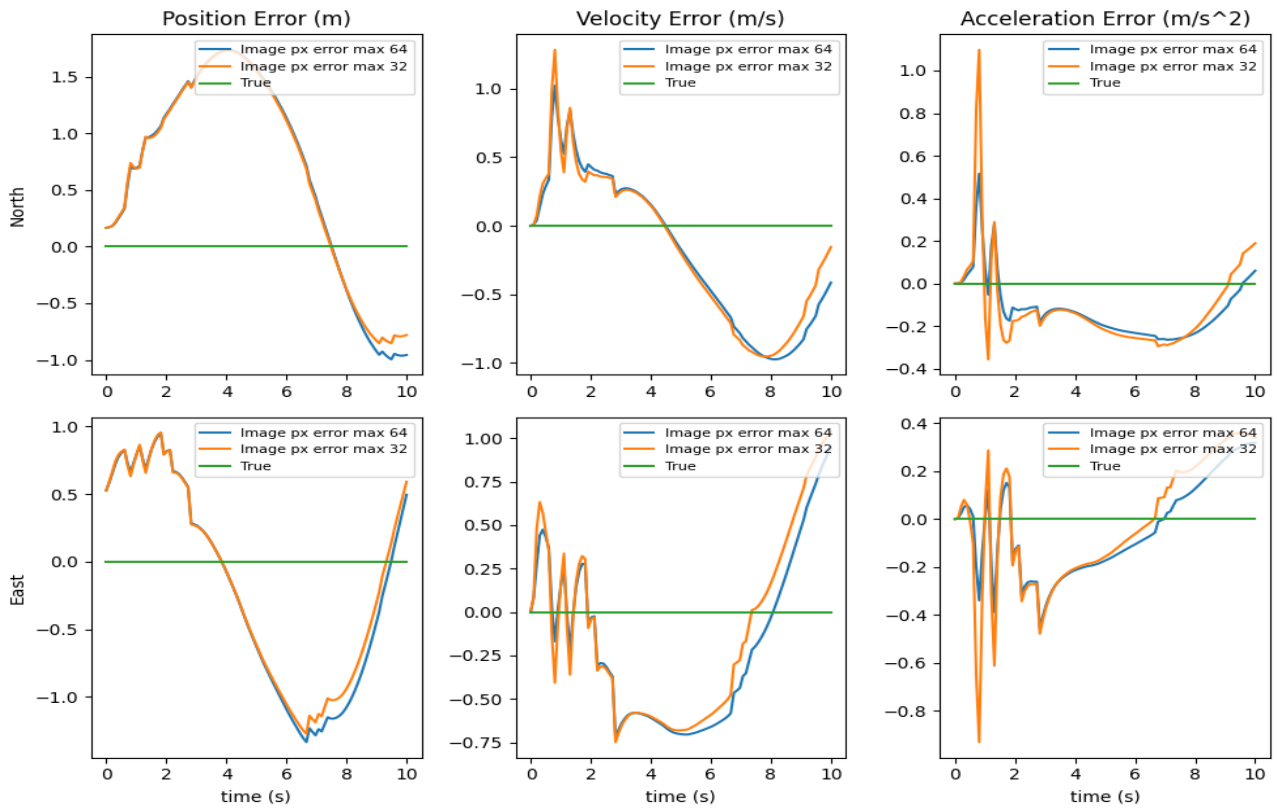 Position Error (m)
Velocity Error (m/s)
Acceleration Error (m/s^2)
North
1.5
1.0
0.5
0.0
−0.5
−1.0
0 2 4 6 8 10
Image px error max 64
Image px error max 32
True
1.0
0.5
0.0
−0.5
−1.0
0 2 4 6 8 10
Image px error max 64
Image px error max 32
True
1.0
0.8
0.6
0.4
0.2
0.0
−0.2
−0.4
0 2 4 6 8 10
Image px error max 64
Image px error max 32
True
East
1.0
0.5
0.0
−0.5
−1.0
0 2 4 6 8 10
time (s)
Image px error max 64
Image px error max 32
True
1.00
0.75
0.50
0.25
0.00
−0.25
−0.50
−0.75
0 2 4 6 8 10
time (s)
Image px error max 64
Image px error max 32
True
0.4
0.2
0.0
−0.2
−0.4
−0.6
−0.8
0 2 4 6 8 10
time (s)
Image px error max 64
Image px error max 32
True